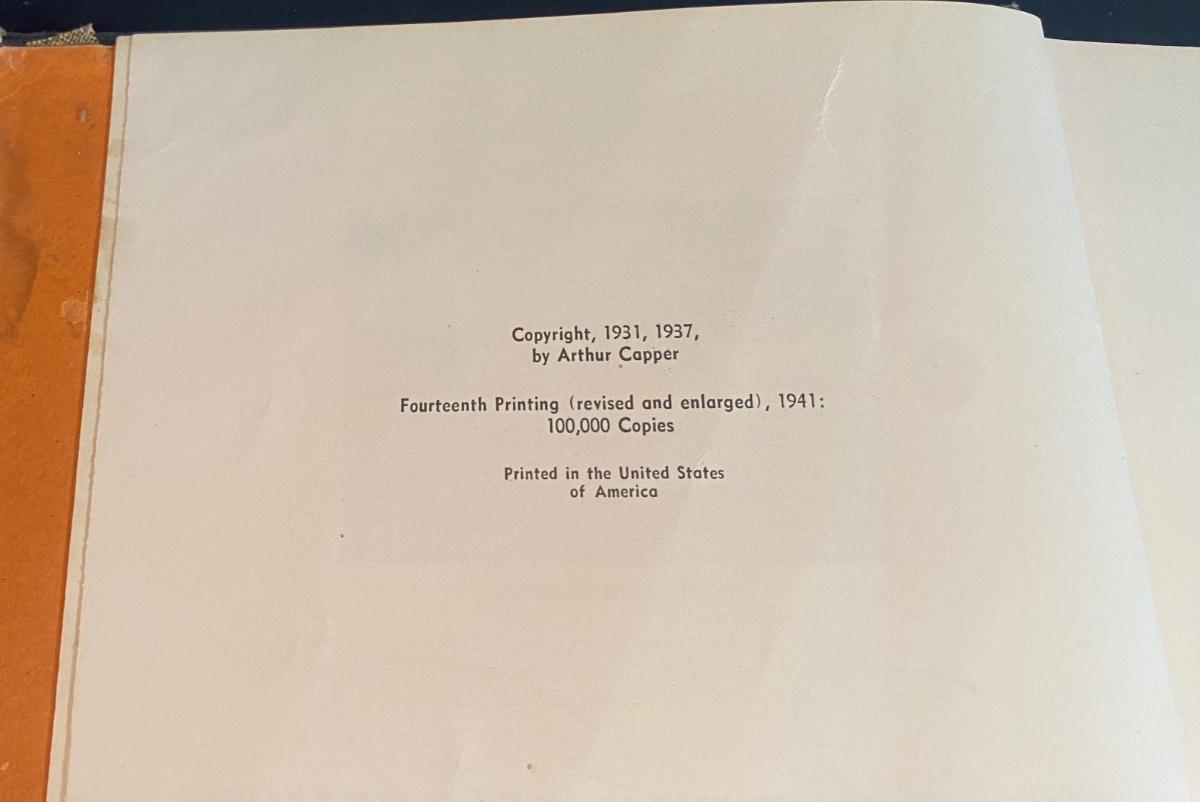 Copyright, 1931, 1937,
by Arthur Capper
Fourteenth Printing (revised and enlarged), 1941:
100,000 Copies
Printed in the United States
of America